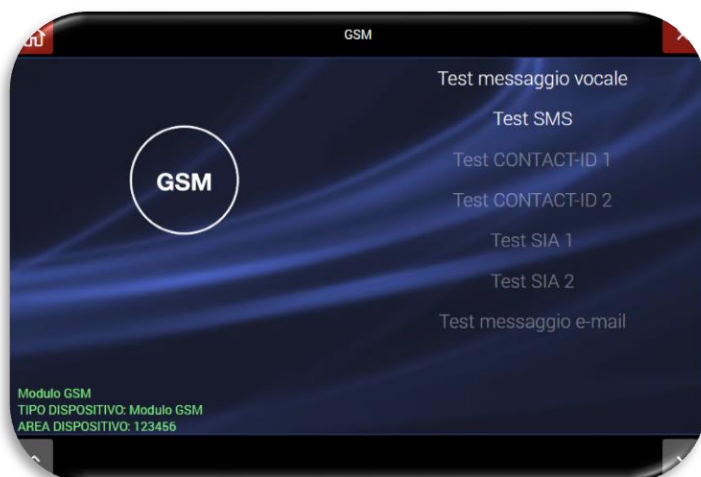 GSM
Test messaggio vocale
Test SMS
Test CONTACT-ID 1
Test CONTACT-ID 2
Test SIA 1
Test SIA 2
Test messaggio e-mail
GSM
Modulo GSM
TIPO DISPOSITIVO: Modulo GSM
AREA DISPOSITIVO: 123456